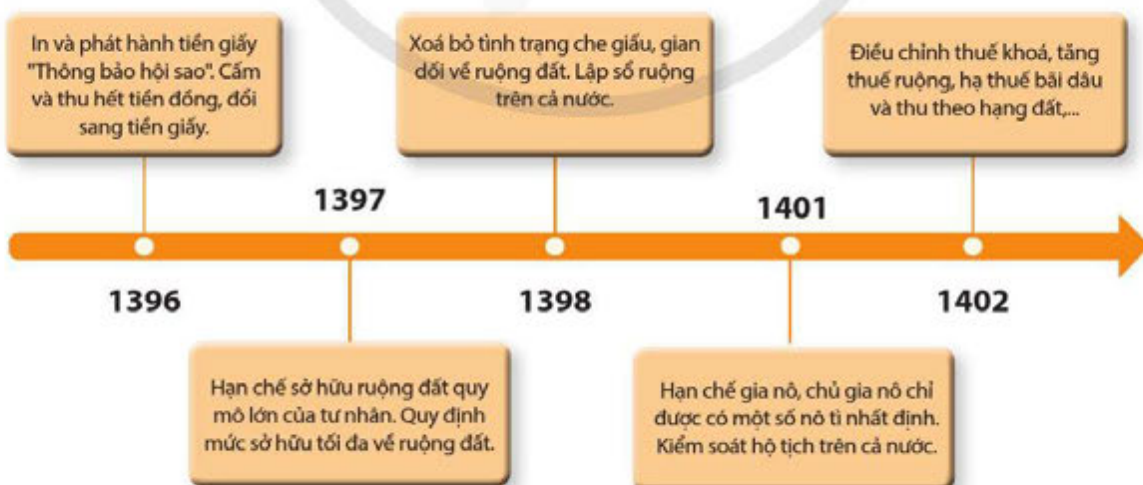 In và phát hành tiền giấy
"Thông bảo hội sao". Cấm
và thu hết tiền đồng, đổi
sang tiền giấy.
Xoá bỏ tình trạng che giấu, gian
dối về ruộng đất. Lập sổ ruộng
trên cả nước.
Điều chỉnh thuế khoá, tăng
thuế ruộng, hạ thuế bãi dâu
và thu theo hạng đất,...
1397
1401
1396
1398
1402
Hạn chế sở hữu ruộng đất quy
mô lớn của tư nhân. Quy định
mức sở hữu tối đa về ruộng đất.
Hạn chế gia nô, chủ gia nô chỉ
được có một số nô tì nhất định.
Kiểm soát hộ tịch trên cả nước.